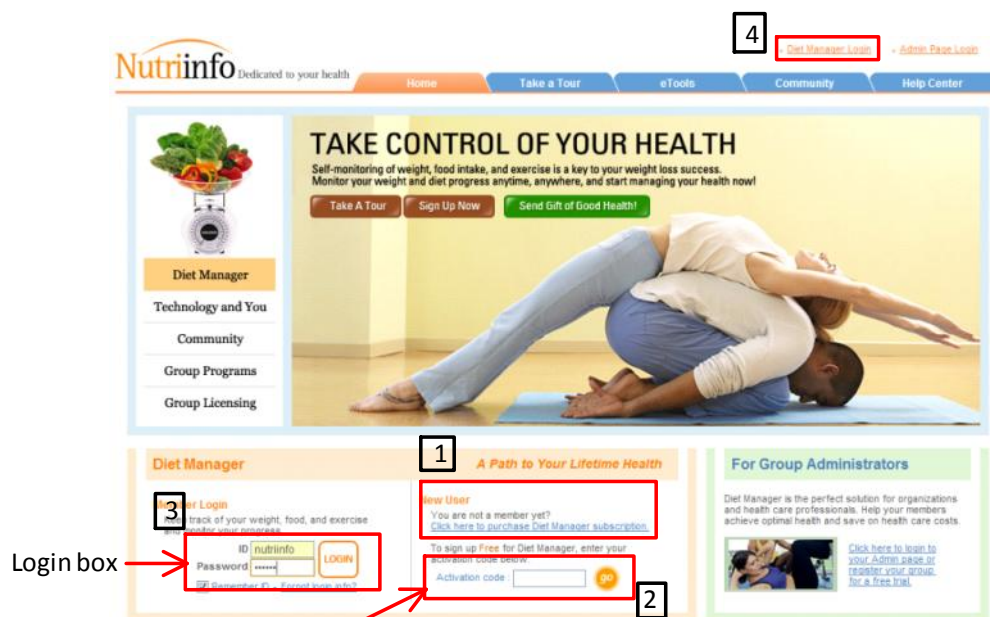 4
Diet Manager Login
Admin Page Login
Nutriinfo Dedicated to your health
Home
Take a Tour
eTools
Community
Help Center
TAKE CONTROL OF YOUR HEALTH
Self-monitoring of weight, food intake, and exercise is a key to your weight loss success.
Monitor your weight and diet progress anytime, anywhere, and start managing your health now!
Take A Tour
Sign Up Now
Send Gift of Good Health!
Diet Manager
Technology and You
Community
Group Programs
Group Licensing
Diet Manager
1
A Path to Your Lifetime Health
3
Login
track of your weight, food, and exercise
and monitor your progress
ID nutriinfo
Password ••••••
LOGIN
Remember ID - Forgot login info?
Login box
New User
You are not a member yet?
Click here to purchase Diet Manager subscription.
To sign up Free for Diet Manager, enter your
activation code below.
Activation code :
go
2
For Group Administrators
Diet Manager is the perfect solution for organizations
and health care professionals. Help your members
achieve optimal health and save on health care costs.
Click here to login to
your Admin page or
register your group
for a free trial.